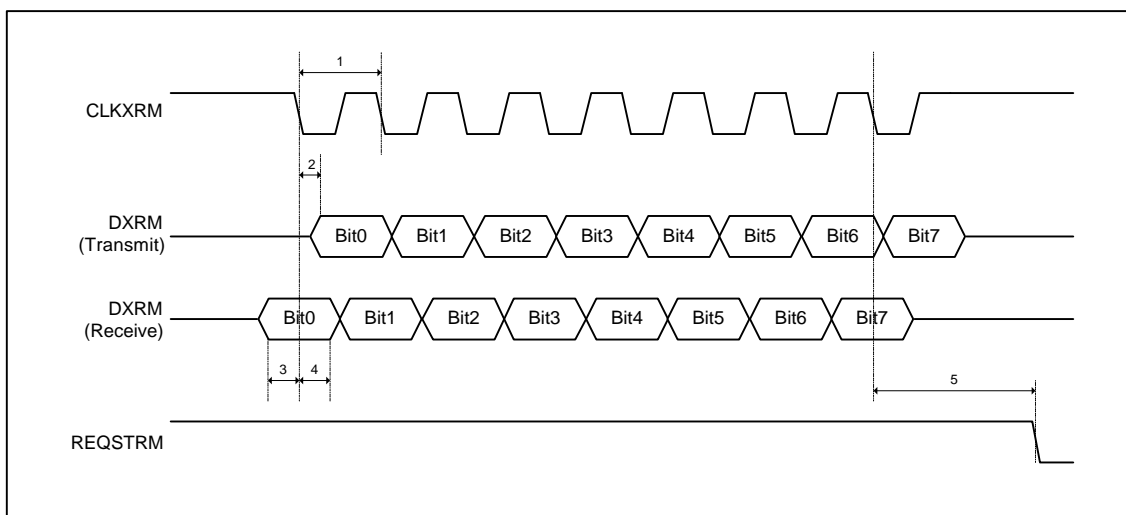 1
CLKXRM
2
DXRM
(Transmit)
Bit0 Bit1 Bit2 Bit3 Bit4 Bit5 Bit6 Bit7
DXRM
(Receive)
Bit0 Bit1 Bit2 Bit3 Bit4 Bit5 Bit6 Bit7
3 4 5
REQSTRM